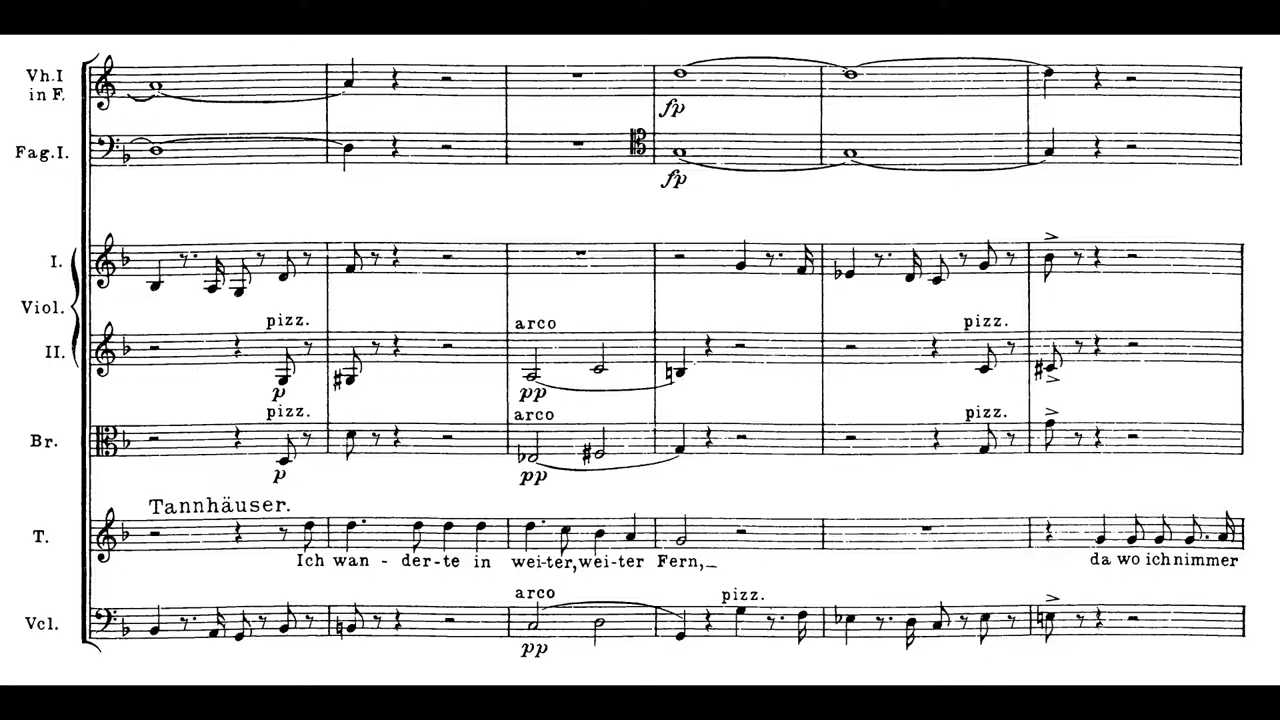 Vh.I
in F.
fp
Fag.I.
fp
I.
Viol.
pizz.
arco
pizz.
II.
p
pp
pizz.
arco
pizz.
Br.
p
pp
Tannhäuser.
T.
Ich wan - der-te in wei-ter, wei-ter Fern,_ da wo ich nimmer
arco
pizz.
Vcl.
pp